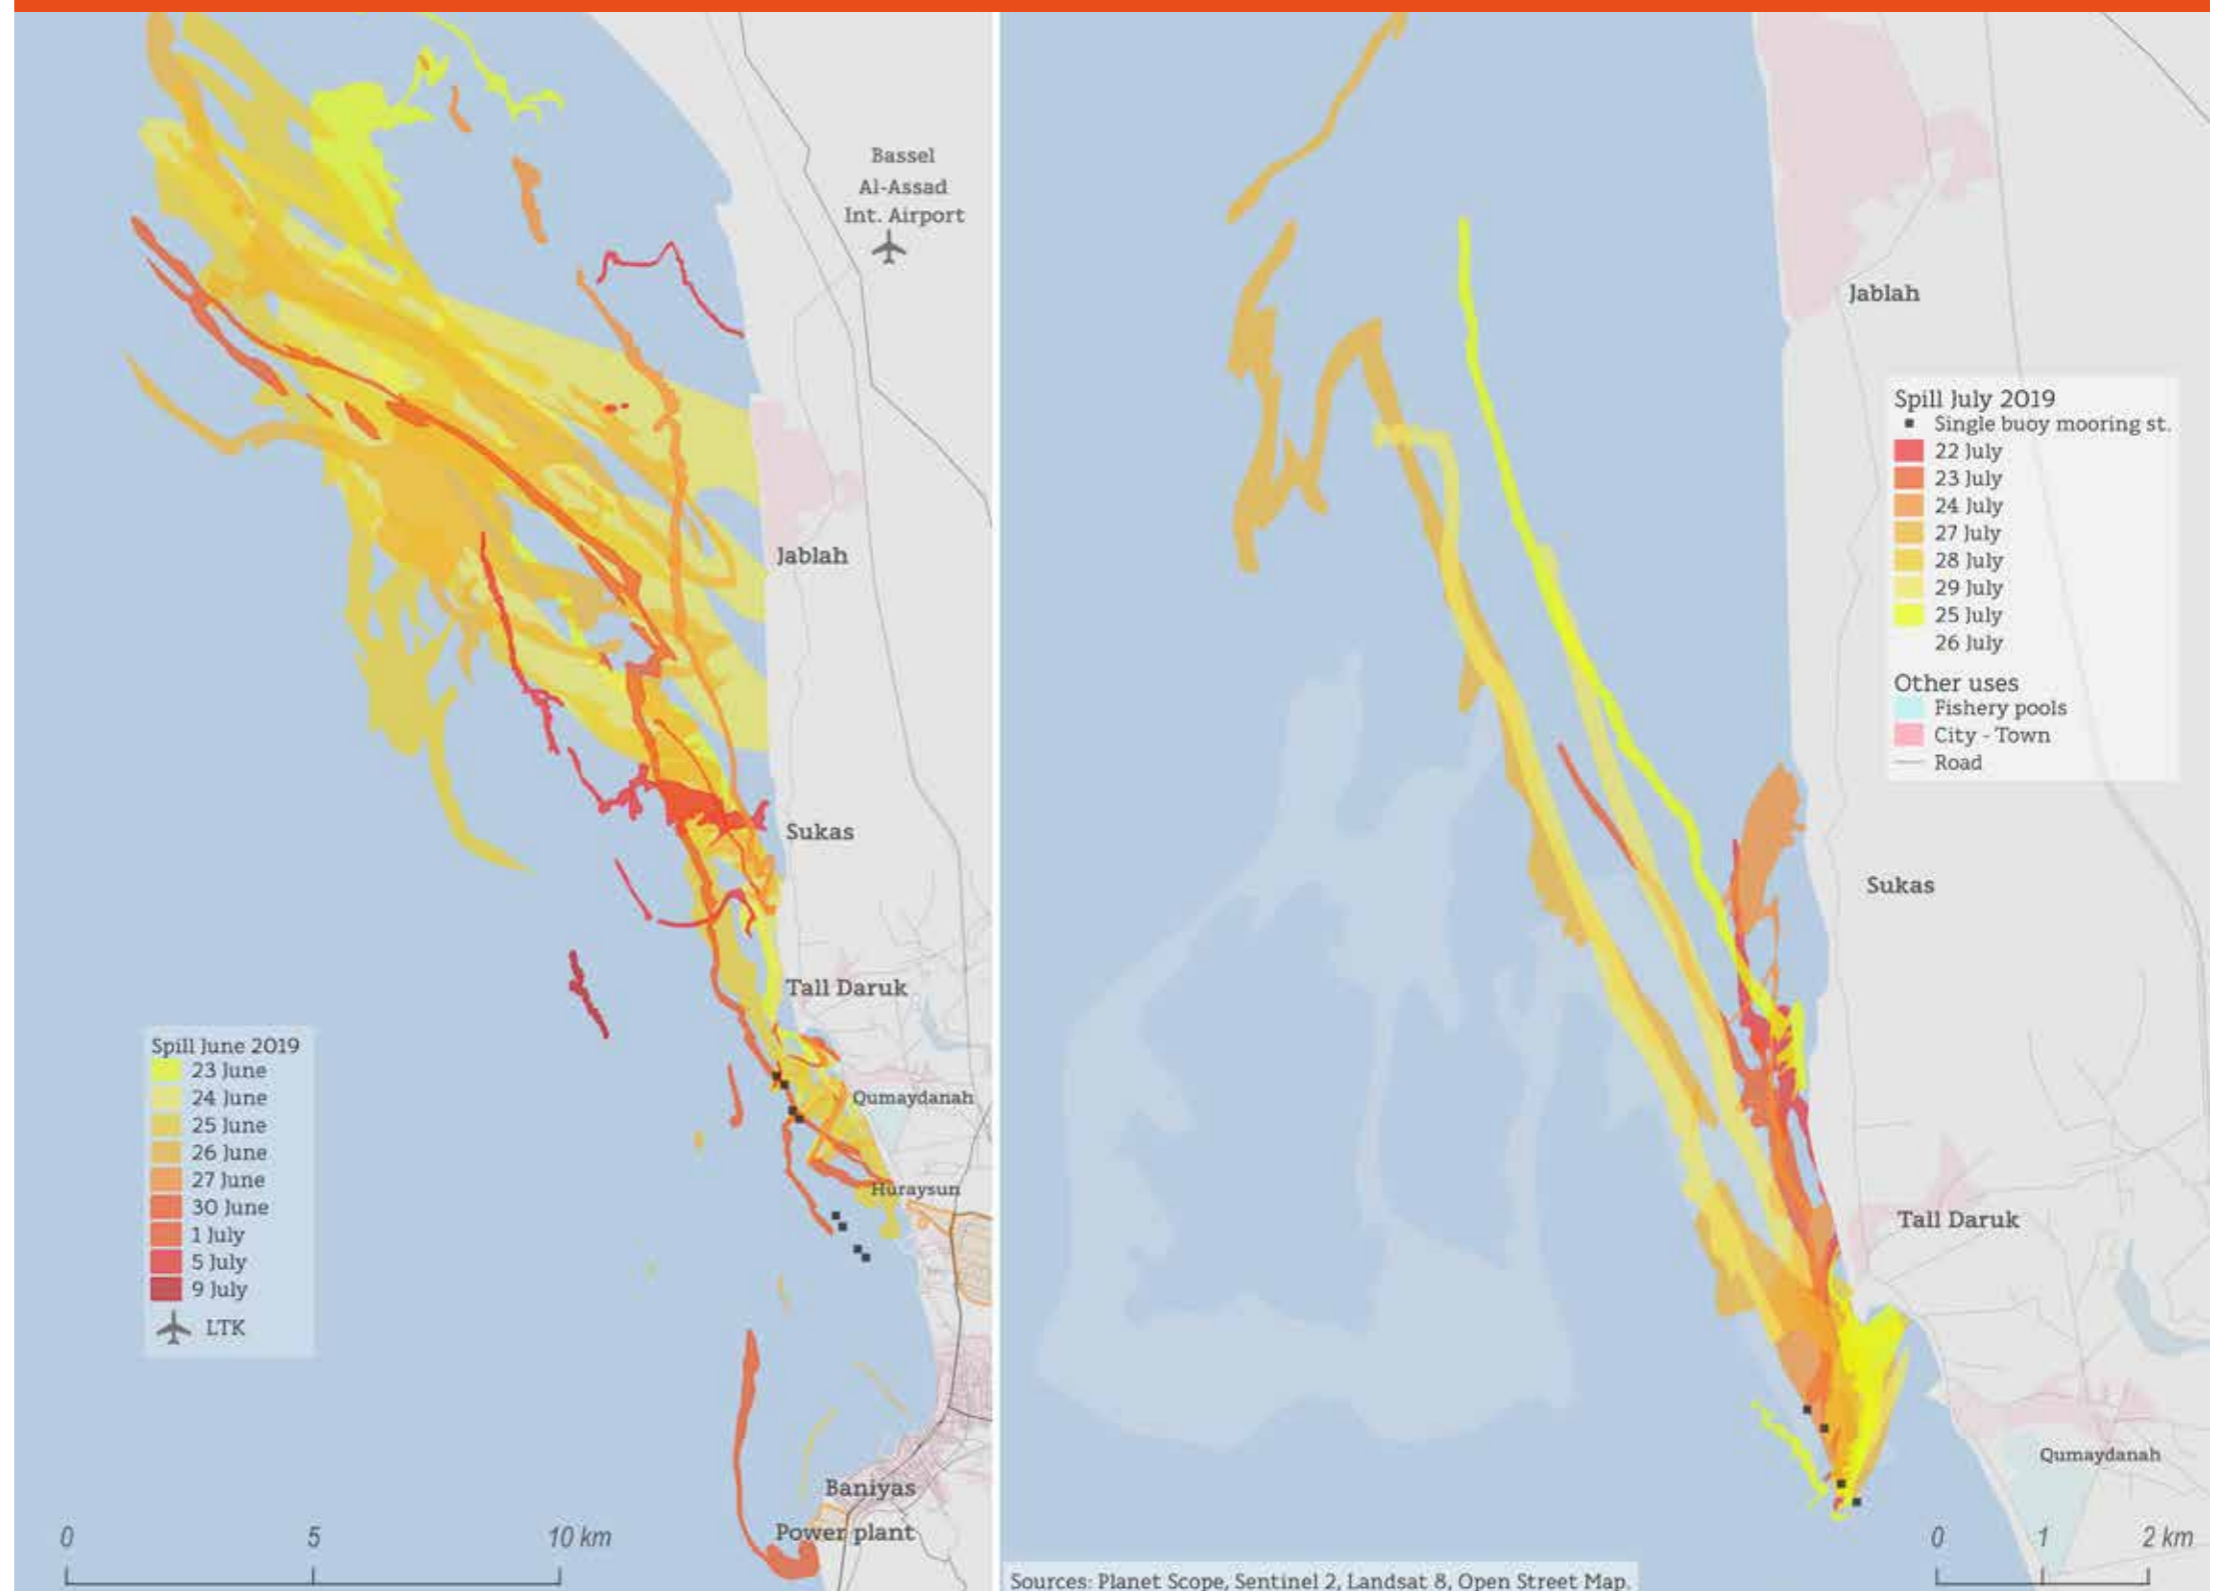 Bassel
Al-Assad
Int. Airport
Jablah
Sukas
Tall Daruk
Qumaydanah
Huraysun
Baniyas
Power plant
Spill June 2019
23 June
24 June
25 June
26 June
27 June
30 June
1 July
5 July
9 July
LTK
0 5 10 km
Jablah
Spill July 2019
Single buoy mooring st.
22 July
23 July
24 July
27 July
28 July
29 July
25 July
26 July
Other uses
Fishery pools
City - Town
Road
Sukas
Tall Daruk
Qumaydanah
0 1 2 km
Sources: Planet Scope, Sentinel 2, Landsat 8, Open Street Map.